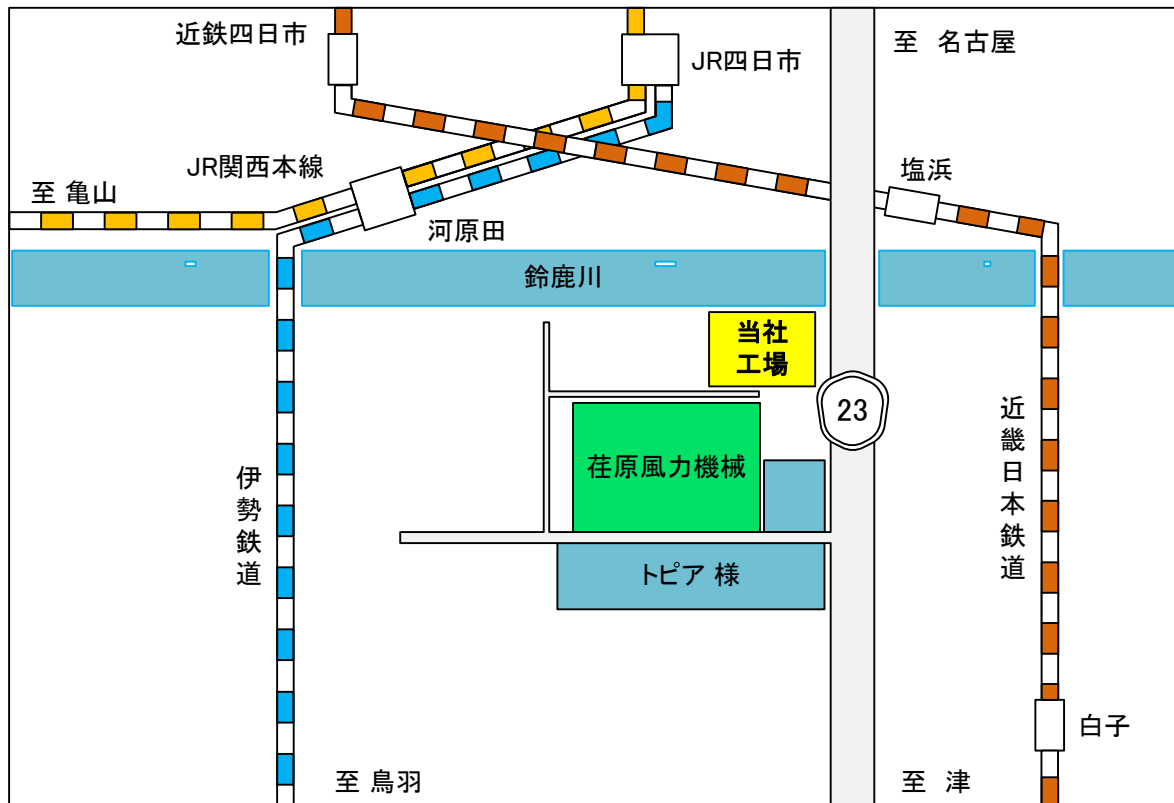 近鉄四日市
JR四日市
至 名古屋
JR関西本線
至 亀山
塩浜
河原田
鈴鹿川
当社
工場
23
荏原風力機械
近畿日本鉄道
伊勢鉄道
トピア 様
白子
至 鳥羽
至 津